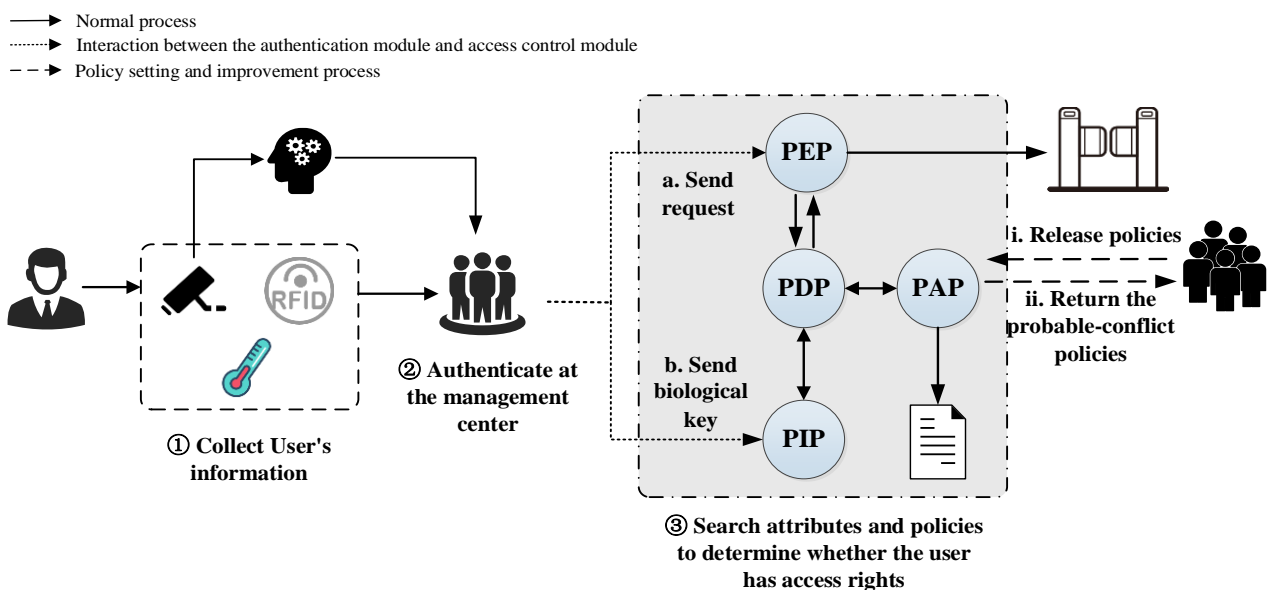 Normal process
Interaction between the authentication module and access control module
Policy setting and improvement process
RFID
① Collect User's
information
② Authenticate at
the management
center
a. Send
request
b. Send
biological
key
PEP
PDP
PAP
PIP
i. Release policies
ii. Return the
probable-conflict
policies
③ Search attributes and policies
to determine whether the user
has access rights